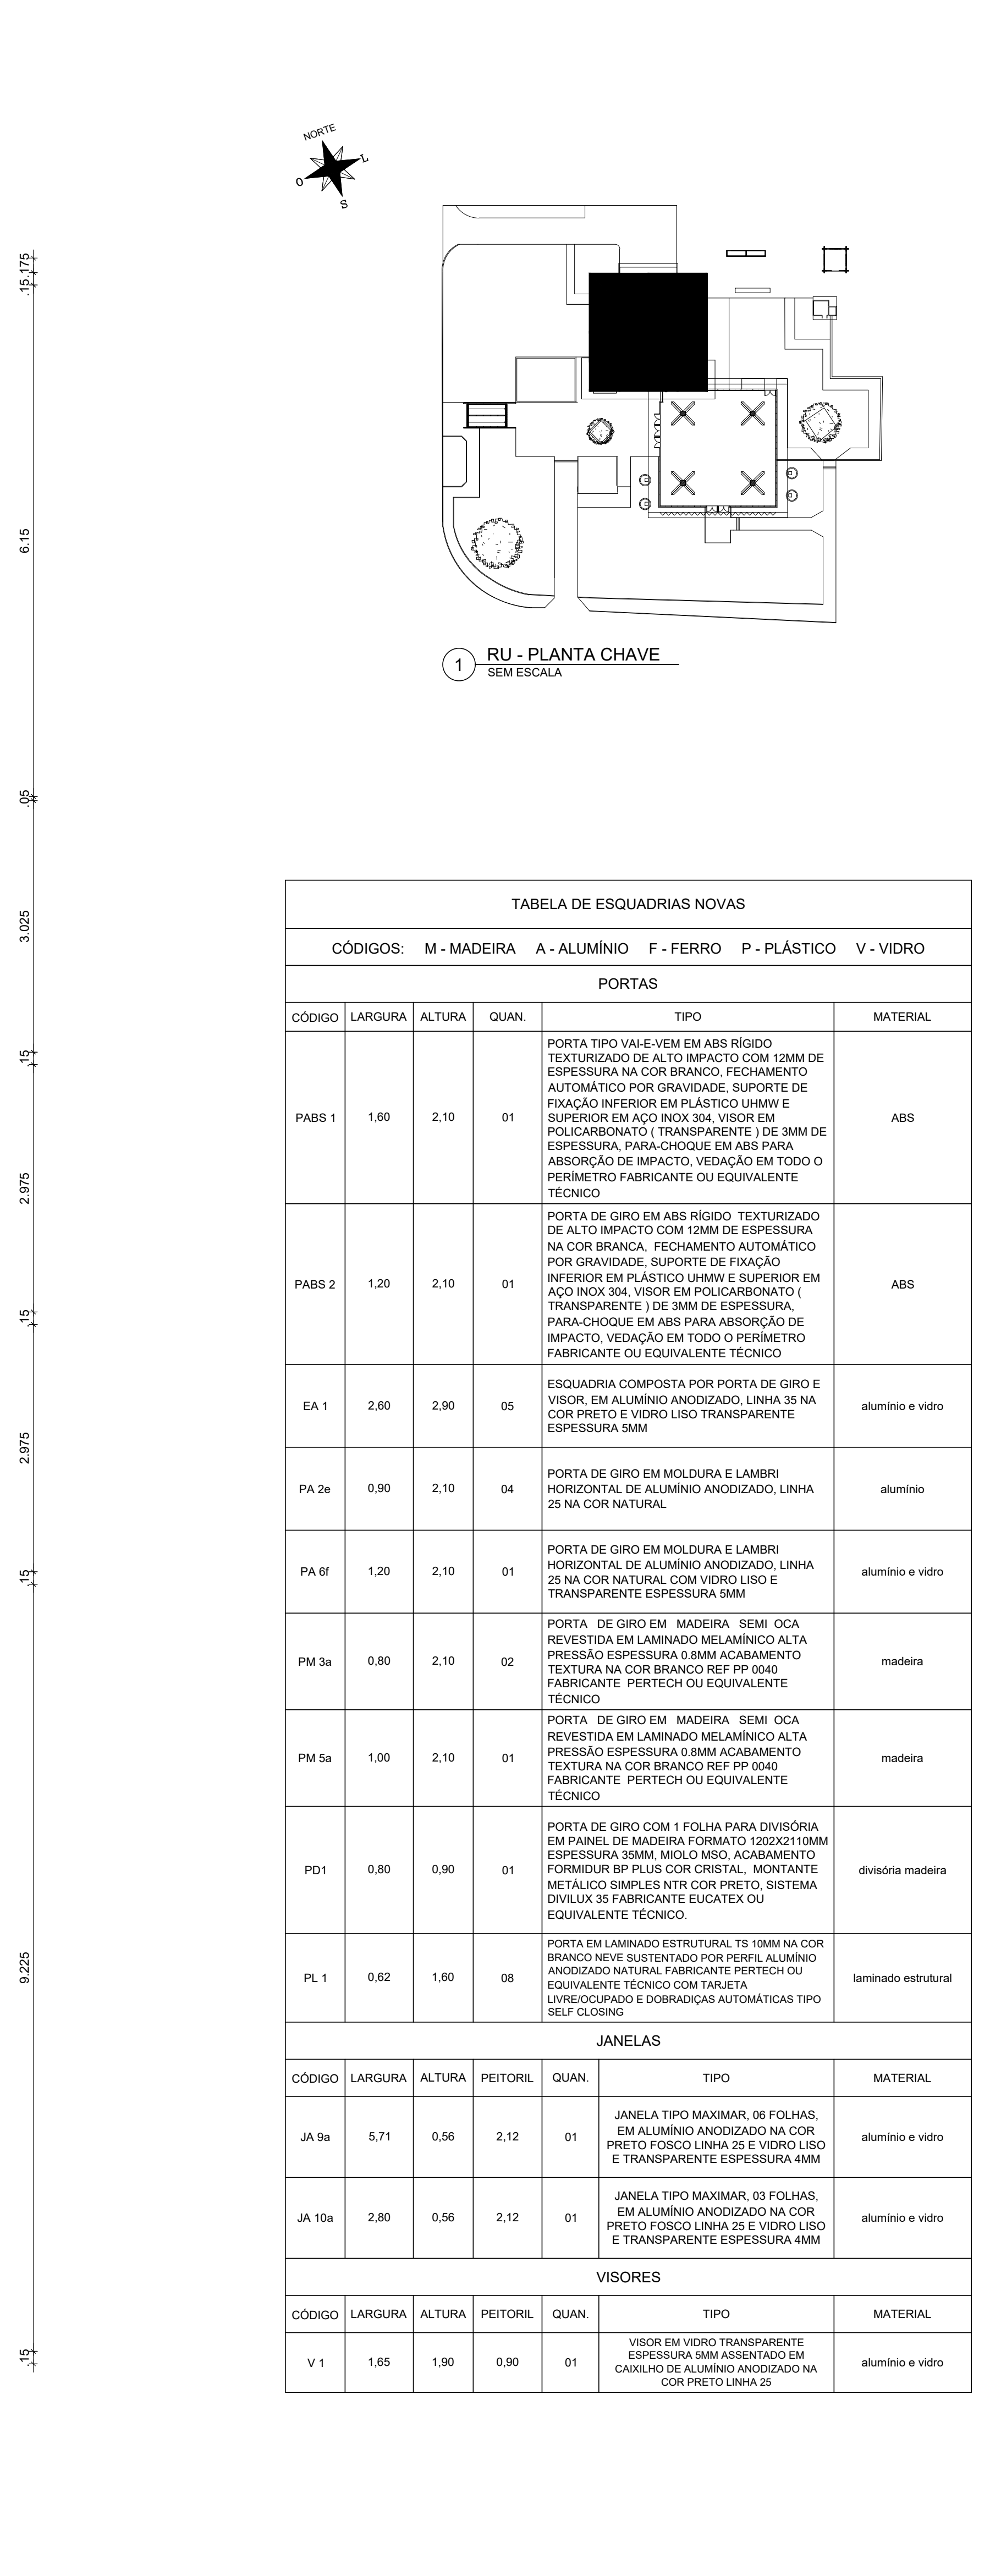 NORTE
L
O
S
.175
.15
6.15
.05
3.025
.15
2.975
.15
2.975
.15
9.225
.15
1
RU - PLANTA CHAVE
SEM ESCALA
TABELA DE ESQUADRIAS NOVAS
CÓDIGOS: M - MADEIRA A - ALUMÍNIO F - FERRO P - PLÁSTICO V - VIDRO
PORTAS
CÓDIGO LARGURA ALTURA QUAN. TIPO MATERIAL
PABS 1 1,60 2,10 01
PORTA TIPO VAI-E-VEM EM ABS RÍGIDO
TEXTURIZADO DE ALTO IMPACTO COM 12MM DE
ESPESSURA NA COR BRANCO, FECHAMENTO
AUTOMÁTICO POR GRAVIDADE, SUPORTE DE
FIXAÇÃO INFERIOR EM PLÁSTICO UHMW E
SUPERIOR EM AÇO INOX 304, VISOR EM
POLICARBONATO ( TRANSPARENTE ) DE 3MM DE
ESPESSURA, PARA-CHOQUE EM ABS PARA
ABSORÇÃO DE IMPACTO, VEDAÇÃO EM TODO O
PERÍMETRO FABRICANTE OU EQUIVALENTE
TÉCNICO
ABS
PABS 2 1,20 2,10 01
PORTA DE GIRO EM ABS RÍGIDO TEXTURIZADO
DE ALTO IMPACTO COM 12MM DE ESPESSURA
NA COR BRANCA, FECHAMENTO AUTOMÁTICO
POR GRAVIDADE, SUPORTE DE FIXAÇÃO
INFERIOR EM PLÁSTICO UHMW E SUPERIOR EM
AÇO INOX 304, VISOR EM POLICARBONATO (
TRANSPARENTE ) DE 3MM DE ESPESSURA,
PARA-CHOQUE EM ABS PARA ABSORÇÃO DE
IMPACTO, VEDAÇÃO EM TODO O PERÍMETRO
FABRICANTE OU EQUIVALENTE TÉCNICO
ABS
EA 1 2,60 2,90 05
ESQUADRIA COMPOSTA POR PORTA DE GIRO E
VISOR, EM ALUMÍNIO ANODIZADO, LINHA 35 NA
COR PRETO E VIDRO LISO TRANSPARENTE
ESPESSURA 5MM
alumínio e vidro
PA 2e 0,90 2,10 04
PORTA DE GIRO EM MOLDURA E LAMBRI
HORIZONTAL DE ALUMÍNIO ANODIZADO, LINHA
25 NA COR NATURAL
alumínio
PA 6f 1,20 2,10 01
PORTA DE GIRO EM MOLDURA E LAMBRI
HORIZONTAL DE ALUMÍNIO ANODIZADO, LINHA
25 NA COR NATURAL COM VIDRO LISO E
TRANSPARENTE ESPESSURA 5MM
alumínio e vidro
PM 3a 0,80 2,10 02
PORTA DE GIRO EM MADEIRA SEMI OCA
REVESTIDA EM LAMINADO MELAMÍNICO ALTA
PRESSÃO ESPESSURA 0.8MM ACABAMENTO
TEXTURA NA COR BRANCO REF PP 0040
FABRICANTE PERTECH OU EQUIVALENTE
TÉCNICO
madeira
PM 5a 1,00 2,10 01
PORTA DE GIRO EM MADEIRA SEMI OCA
REVESTIDA EM LAMINADO MELAMÍNICO ALTA
PRESSÃO ESPESSURA 0.8MM ACABAMENTO
TEXTURA NA COR BRANCO REF PP 0040
FABRICANTE PERTECH OU EQUIVALENTE
TÉCNICO
madeira
PD1 0,80 0,90 01
PORTA DE GIRO COM 1 FOLHA PARA DIVISÓRIA
EM PAINEL DE MADEIRA FORMATO 1202X2110MM
ESPESSURA 35MM, MIOLO MSO, ACABAMENTO
FORMIDUR BP PLUS COR CRISTAL, MONTANTE
METÁLICO SIMPLES NTR COR PRETO, SISTEMA
DIVILUX 35 FABRICANTE EUCATEX OU
EQUIVALENTE TÉCNICO.
divisória madeira
PL 1 0,62 1,60 08
PORTA EM LAMINADO ESTRUTURAL TS 10MM NA COR
BRANCO NEVE SUSTENTADO POR PERFIL ALUMÍNIO
ANODIZADO NATURAL FABRICANTE PERTECH OU
EQUIVALENTE TÉCNICO COM TARJETA
LIVRE/OCUPADO E DOBRADIÇAS AUTOMÁTICAS TIPO
SELF CLOSING
laminado estrutural
JANELAS
CÓDIGO LARGURA ALTURA PEITORIL QUAN. TIPO MATERIAL
JA 9a 5,71 0,56 2,12 01
JANELA TIPO MAXIMAR, 06 FOLHAS,
EM ALUMÍNIO ANODIZADO NA COR
PRETO FOSCO LINHA 25 E VIDRO LISO
E TRANSPARENTE ESPESSURA 4MM
alumínio e vidro
JA 10a 2,80 0,56 2,12 01
JANELA TIPO MAXIMAR, 03 FOLHAS,
EM ALUMÍNIO ANODIZADO NA COR
PRETO FOSCO LINHA 25 E VIDRO LISO
E TRANSPARENTE ESPESSURA 4MM
alumínio e vidro
VISORES
CÓDIGO LARGURA ALTURA PEITORIL QUAN. TIPO MATERIAL
V 1 1,65 1,90 0,90 01
VISOR EM VIDRO TRANSPARENTE
ESPESSURA 5MM ASSENTADO EM
CAIXILHO DE ALUMÍNIO ANODIZADO NA
COR PRETO LINHA 25
alumínio e vidro